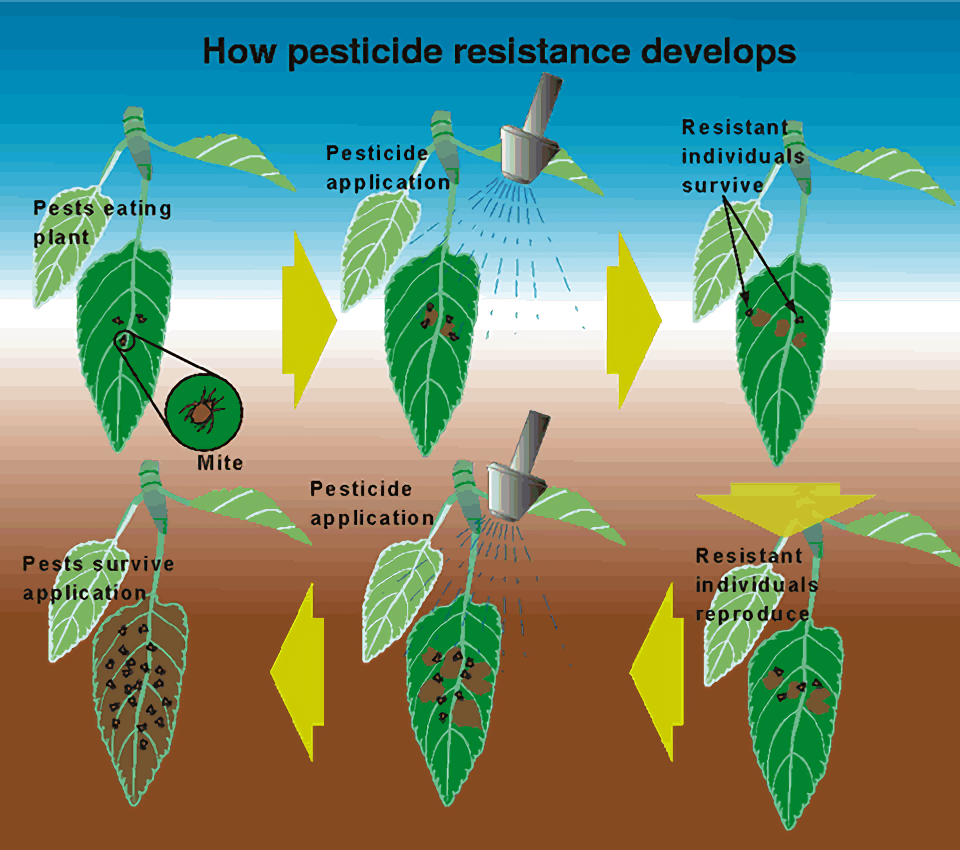 How pesticide resistance develops
Pests eating
plant
Mite
Pesticide
application
Resistant
individuals
survive
Resistant
individuals
reproduce
Pesticide
application
Pests survive
application